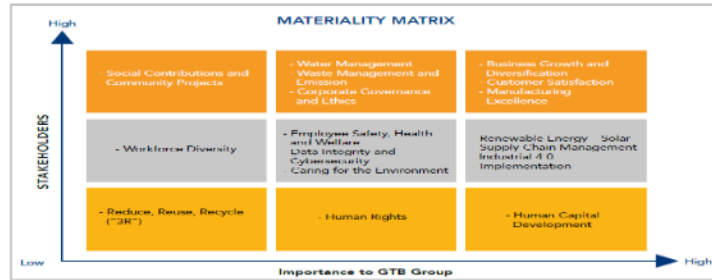 MATERIALITY MATRIX
High
- Social Contributions and
Community Projects
- Water Management
- Waste Management and
Emission
- Corporate Governance
and Ethics
- Business Growth and
Diversification
- Customer Satisfaction
- Manufacturing
Excellence
STAKEHOLDERS
- Workforce Diversity
- Employee Safety, Health
and Welfare
Data Integrity and
Cybersecurity
- Caring for the Environment
Renewable Energy - Solar
Supply Chain Management
Industrial 4.0
- Implementation
- Reduce, Reuse, Recycle
("3R")
- Human Rights
- Human Capital
Development
Low
Importance to GTB Group
High